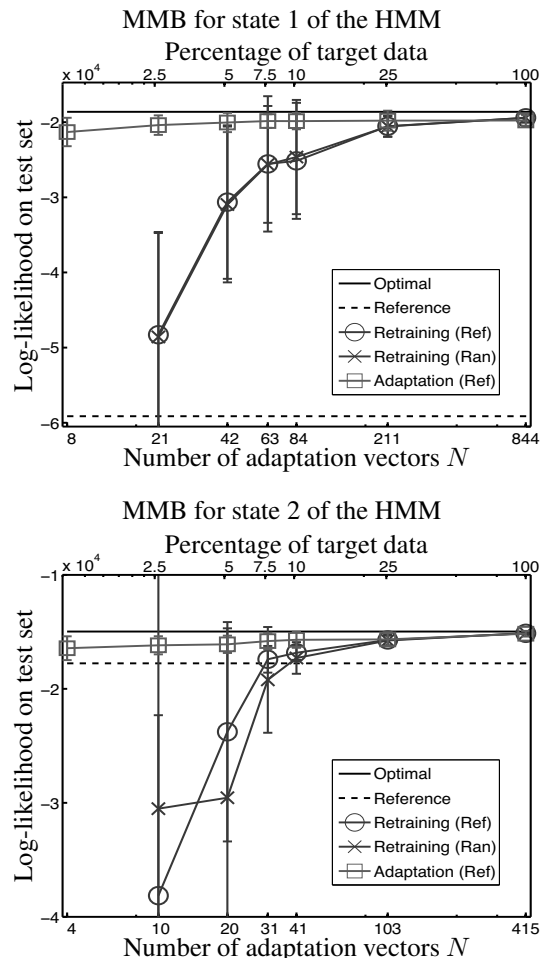 MMB for state 1 of the HMM
Percentage of target data
x 10^4 2.5 5 7.5 10 25 100
Log-likelihood on test set
-2
-3
-4
-5
-6
Optimal
Reference
Retraining (Ref)
Retraining (Ran)
Adaptation (Ref)
8 21 42 63 84 211 844
Number of adaptation vectors N
MMB for state 2 of the HMM
Percentage of target data
x 10^4 2.5 5 7.5 10 25 100
Log-likelihood on test set
-1
-2
-3
-4
Optimal
Reference
Retraining (Ref)
Retraining (Ran)
Adaptation (Ref)
4 10 20 31 41 103 415
Number of adaptation vectors N